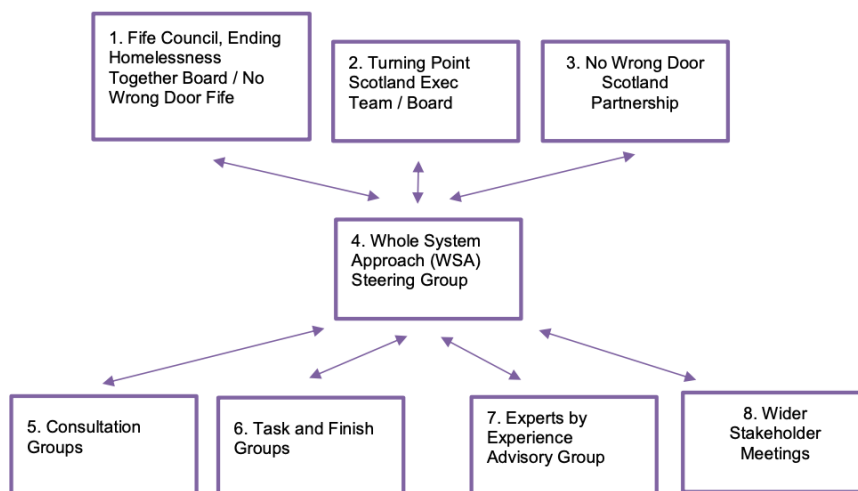 1. Fife Council, Ending
Homelessness
Together Board / No
Wrong Door Fife
2. Turning Point
Scotland Exec
Team / Board
3. No Wrong Door
Scotland
Partnership
4. Whole System
Approach (WSA)
Steering Group
5. Consultation
Groups
6. Task and Finish
Groups
7. Experts by
Experience
Advisory Group
8. Wider
Stakeholder
Meetings